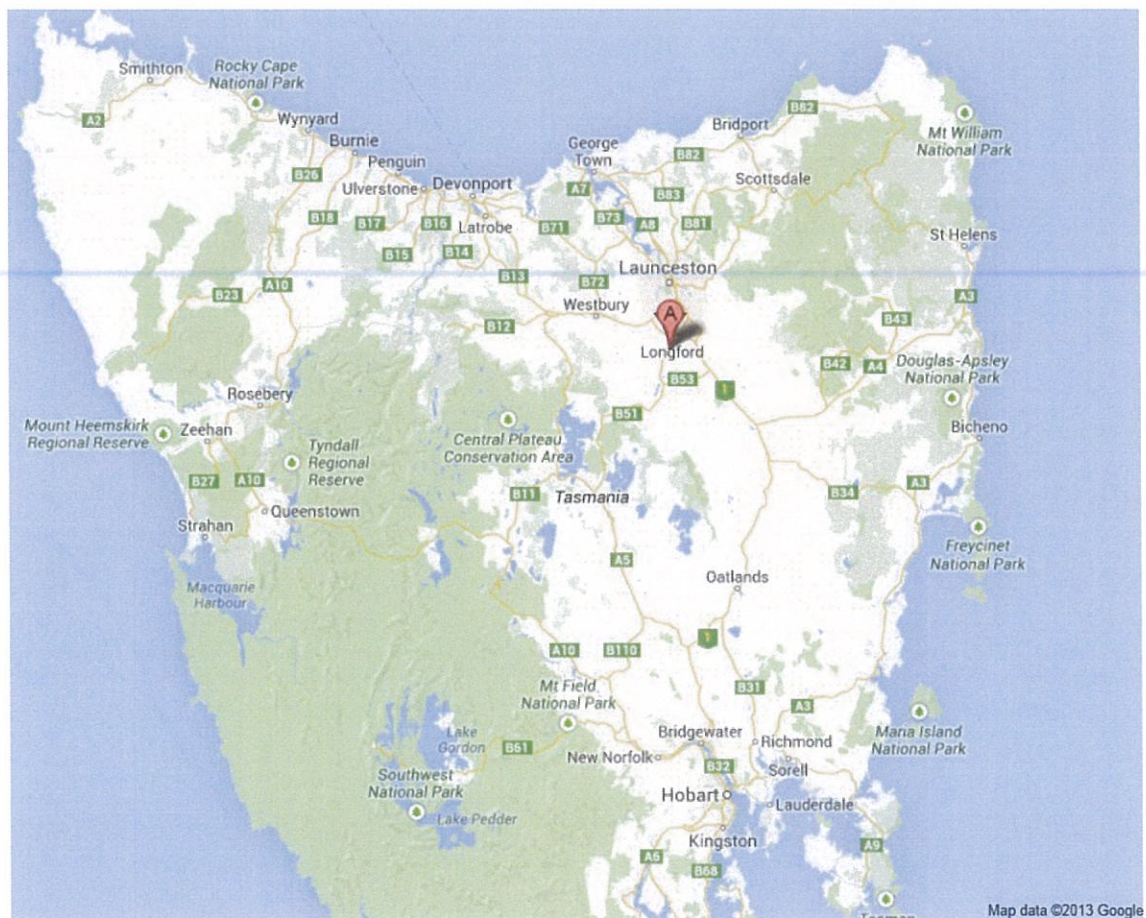 Smithton
Rocky Cape
National Park
A2
Wynyard
Burnie
Penguin
Ulverstone
Devonport
Latrobe
B26
B18
B17
B16
B15
B14
B13
George
Town
A7
B71
B73
A8
B83
B81
B82
Bridport
B82
Scottsdale
Mt William
National Park
St Helens
Launceston
B72
Westbury
B12
A10
B23
A
Longford
B53
1
B51
A3
B43
B42
A4
Douglas-Apsley
National Park
Bicheno
Rosebery
Mount Heemskirk
Regional Reserve
Zeehan
Tyndall
Regional
Reserve
B27
A10
Queenstown
Strahan
Macquarie
Harbour
Central Plateau
Conservation Area
B11
Tasmania
B34
A3
Freycinet
National Park
A5
Oatlands
1
A10
B110
B31
A3
Mt Field
National Park
Maria Island
National Park
Lake
Gordon
B61
Bridgewater
New Norfolk
Richmond
B32
Sorell
Southwest
National Park
Lake Pedder
Hobart
Lauderdale
Kingston
A6
B68
A9
Map data ©2013 Google